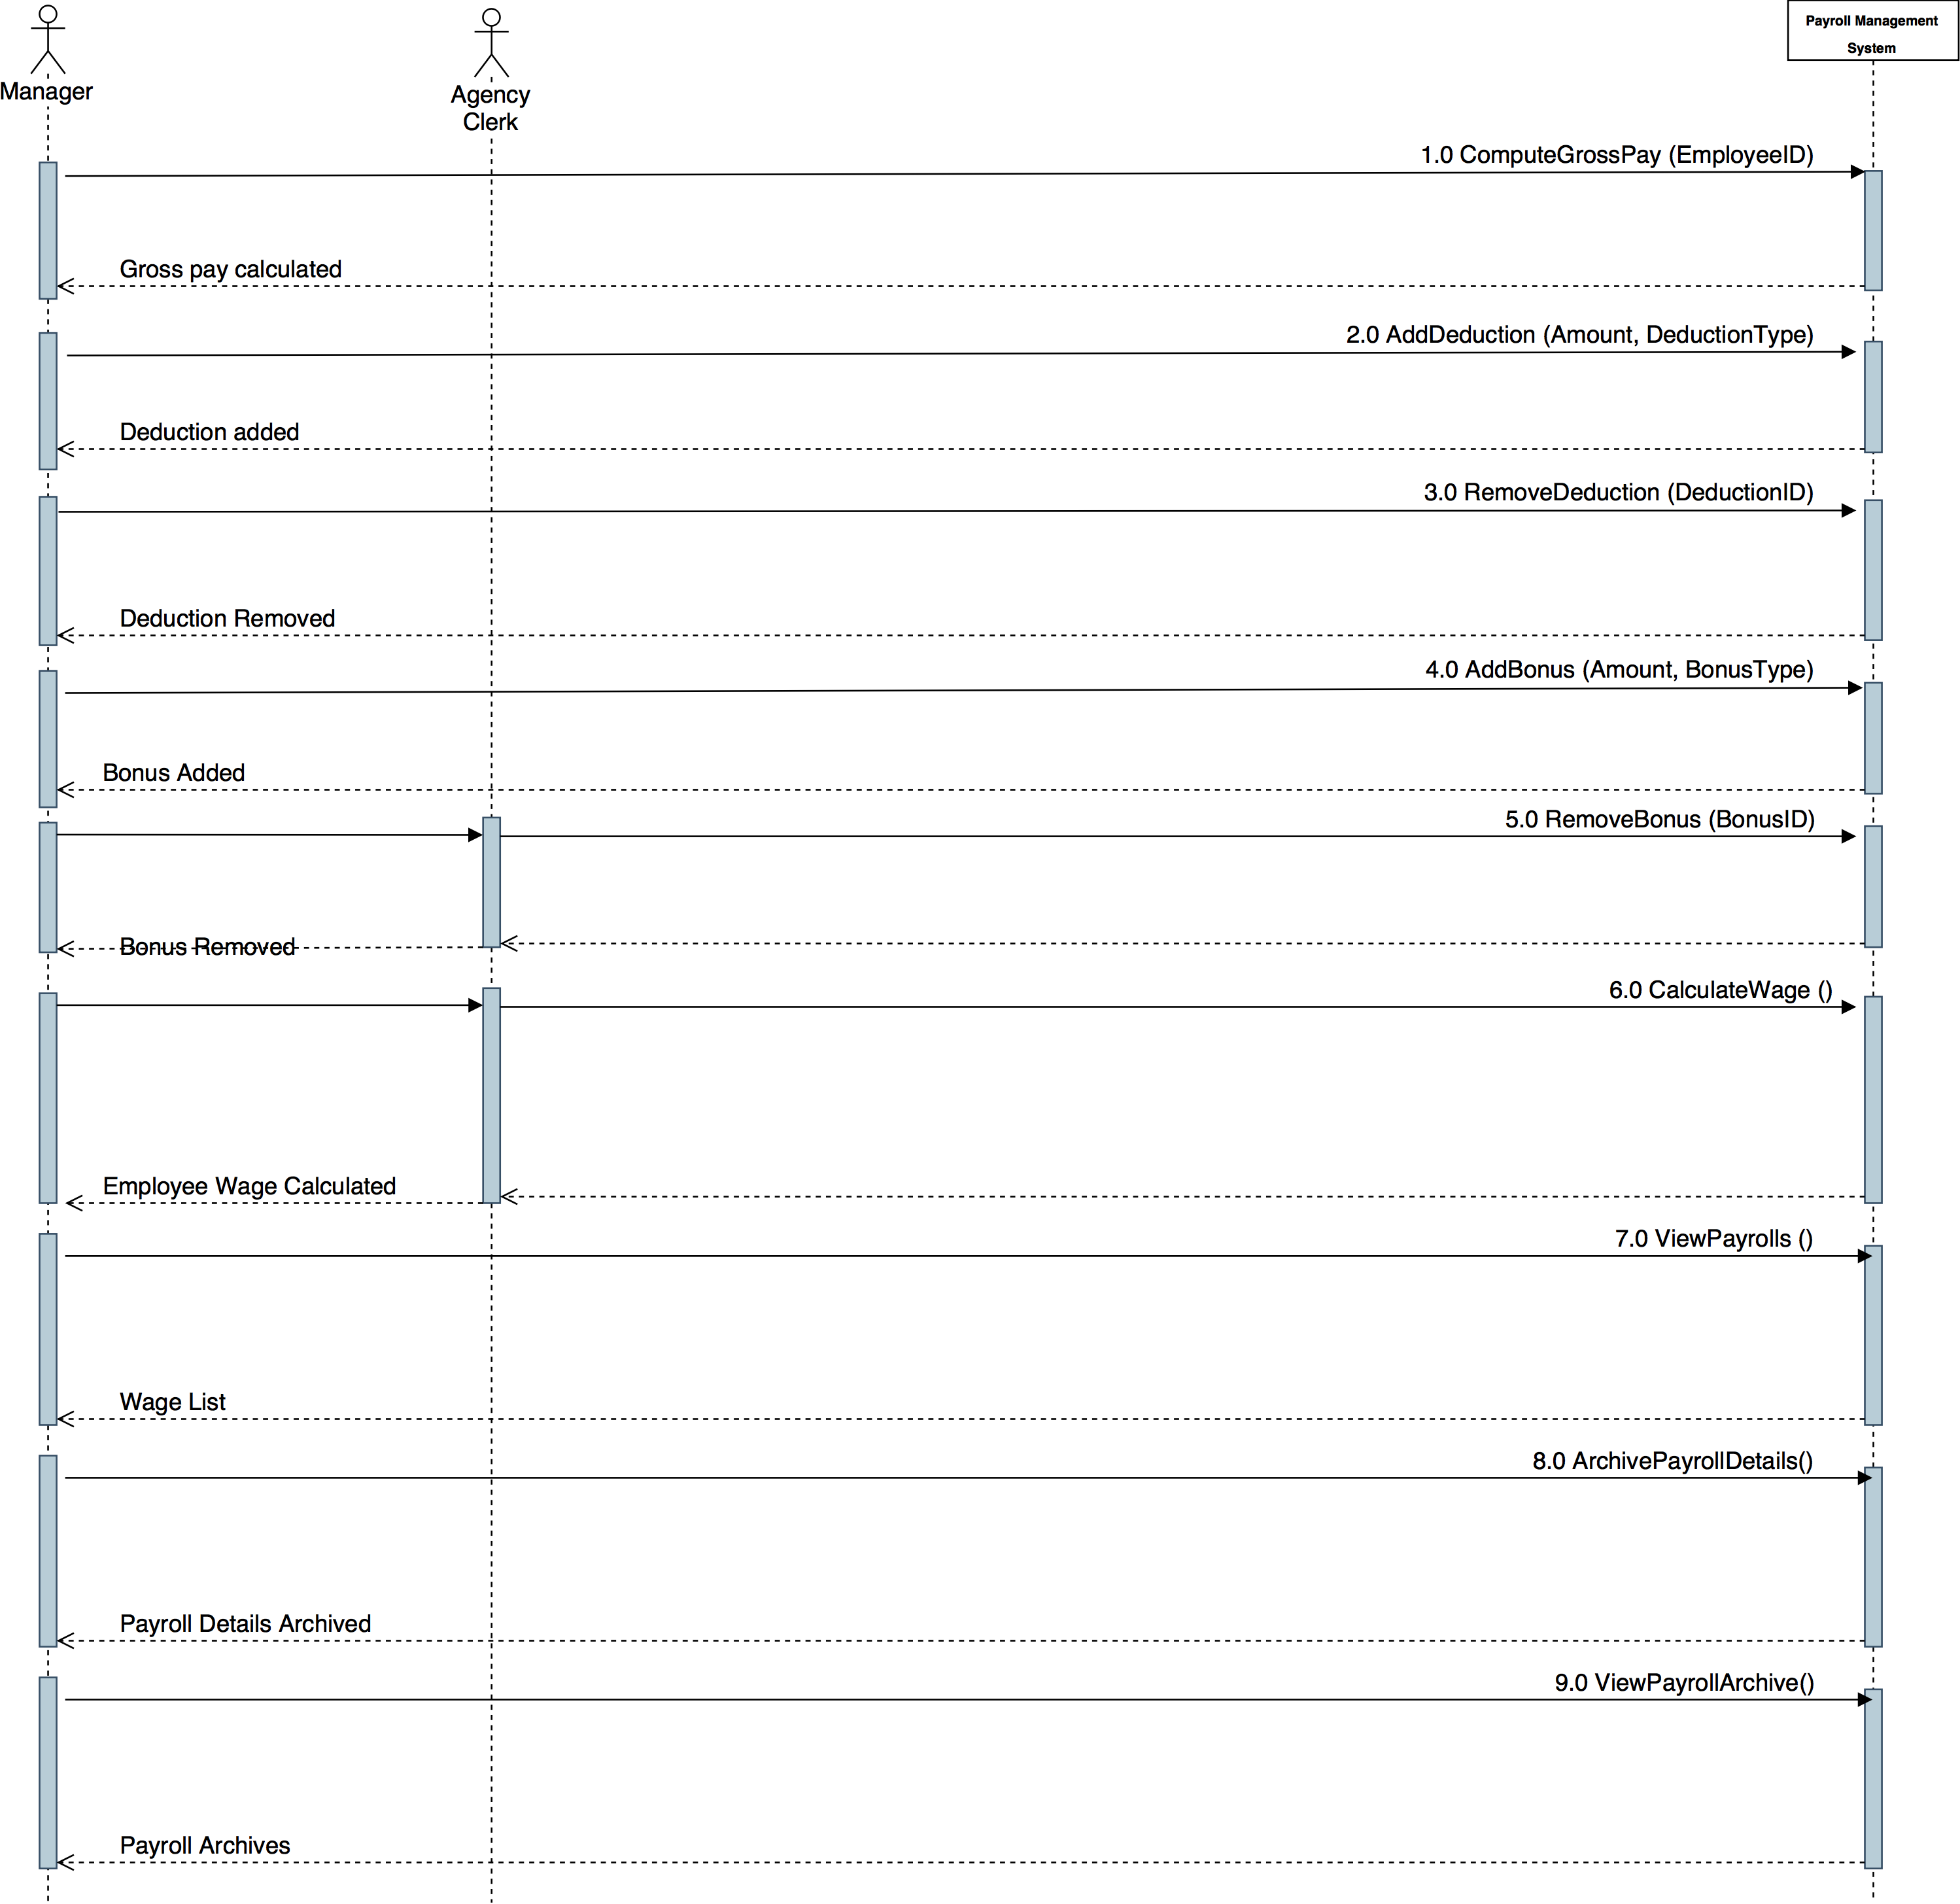 Manager
Agency
Clerk
Payroll Management
System
1.0 ComputeGrossPay (EmployeeID)
Gross pay calculated
2.0 AddDeduction (Amount, DeductionType)
Deduction added
3.0 RemoveDeduction (DeductionID)
Deduction Removed
4.0 AddBonus (Amount, BonusType)
Bonus Added
5.0 RemoveBonus (BonusID)
Bonus Removed
6.0 CalculateWage ()
Employee Wage Calculated
7.0 ViewPayrolls ()
Wage List
8.0 ArchivePayrollDetails()
Payroll Details Archived
9.0 ViewPayrollArchive()
Payroll Archives